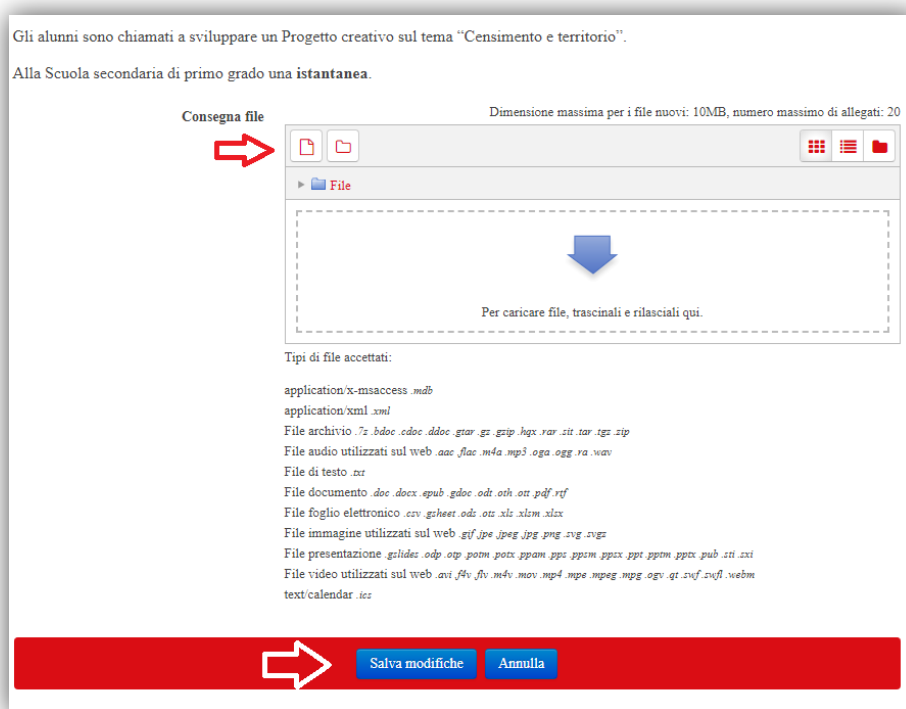 Gli alunni sono chiamati a sviluppare un Progetto creativo sul tema “Censimento e territorio”.
Alla Scuola secondaria di primo grado una istantanea.
Consegna file
Dimensione massima per i file nuovi: 10MB, numero massimo di allegati: 20
File
Per caricare file, trascinali e rilasciali qui.
Tipi di file accettati:
application/x-msaccess .mdb
application/xml .xml
File archivio .7z .bdoc .cdoc .ddoc .gtar .gz .gzip .hqx .rar .sit .tar .tgz .zip
File audio utilizzati sul web .aac .flac .m4a .mp3 .oga .ogg .ra .wav
File di testo .txt
File documento .doc .docx .epub .gdoc .odt .oth .ott .pdf .rtf
File foglio elettronico .csv .gsheet .ods .ots .xls .xlsm .xlsx
File immagine utilizzati sul web .gif .jpe .jpeg .jpg .png .svg .svgz
File presentazione .gslides .odp .otp .potm .potx .ppam .pps .ppsm .ppsx .ppt .pptm .pptx .pub .sti .sxi
File video utilizzati sul web .avi .f4v .flv .m4v .mov .mp4 .mpe .mpeg .mpg .ogv .qt .swf .swfl .webm
text/calendar .ics
Salva modifiche Annulla